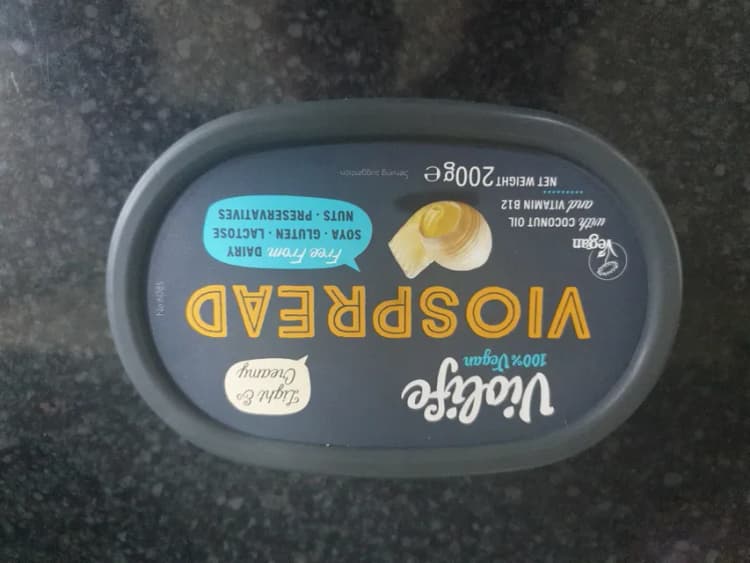 Violife
100% Vegan
Light &
Creamy
VIOSPREAD
Free From DAIRY
SOYA · GLUTEN · LACTOSE
NUTS · PRESERVATIVES
vegan
with COCONUT OIL
and VITAMIN B12
NET WEIGHT 200g e
Serving suggestion